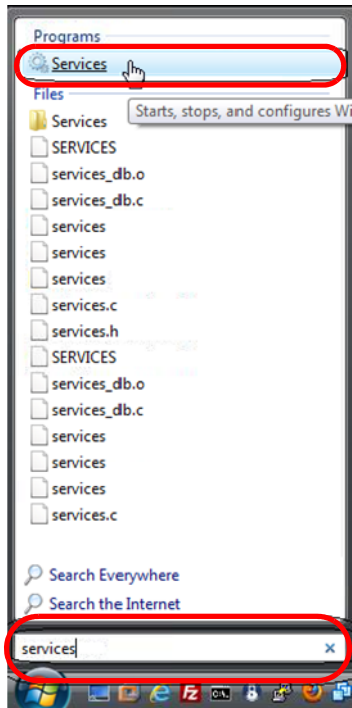 Programs
Services
Files
Starts, stops, and configures Wi
Services
SERVICES
services_db.o
services_db.c
services
services
services
services.c
services.h
SERVICES
services_db.o
services_db.c
services
services
services
services.c
Search Everywhere
Search the Internet
services